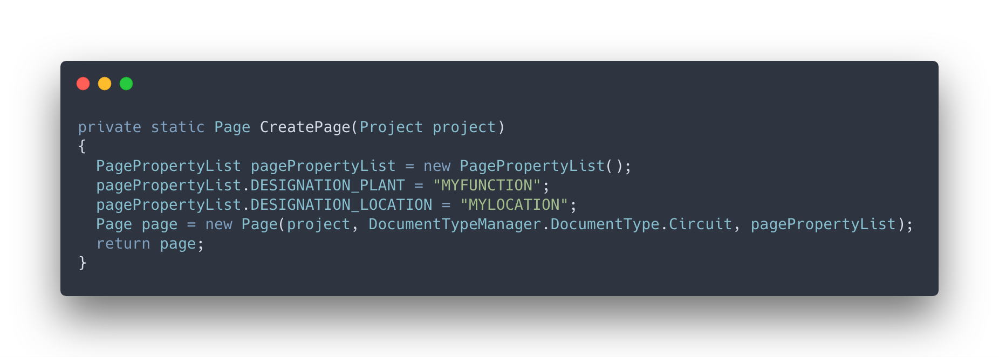 private static Page CreatePage(Project project)
{
  PagePropertyList pagePropertyList = new PagePropertyList();
  pagePropertyList.DESIGNATION_PLANT = "MYFUNCTION";
  pagePropertyList.DESIGNATION_LOCATION = "MYLOCATION";
  Page page = new Page(project, DocumentTypeManager.DocumentType.Circuit, pagePropertyList);
  return page;
}